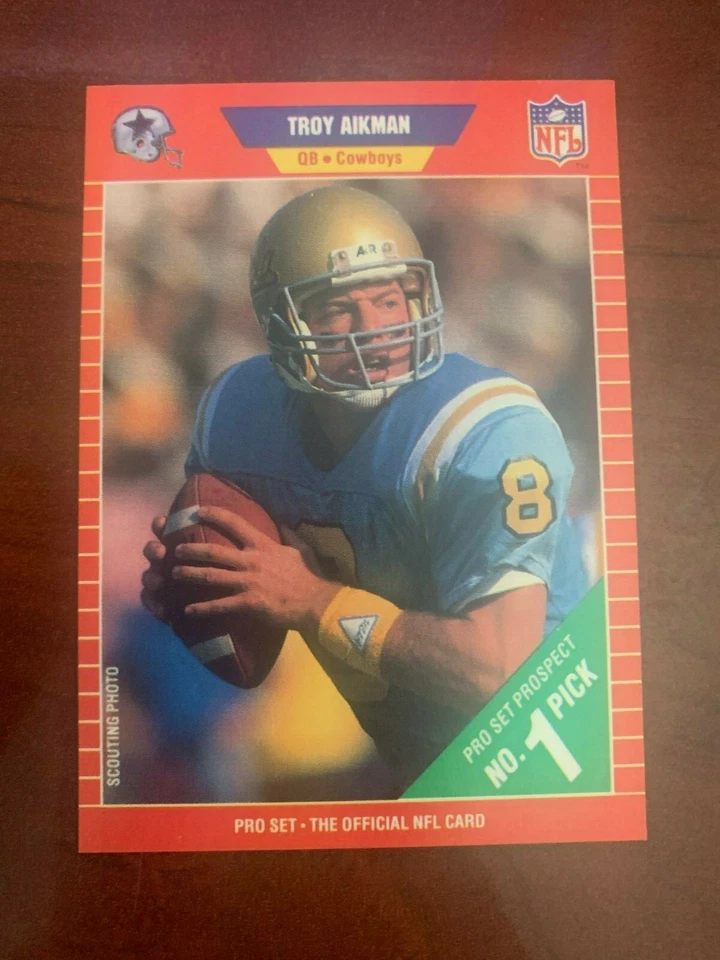 TROY AIKMAN
QB • Cowboys
NFL
A·R
8
SCOUTING PHOTO
PRO SET PROSPECT
NO. 1 PICK
PRO SET • THE OFFICIAL NFL CARD